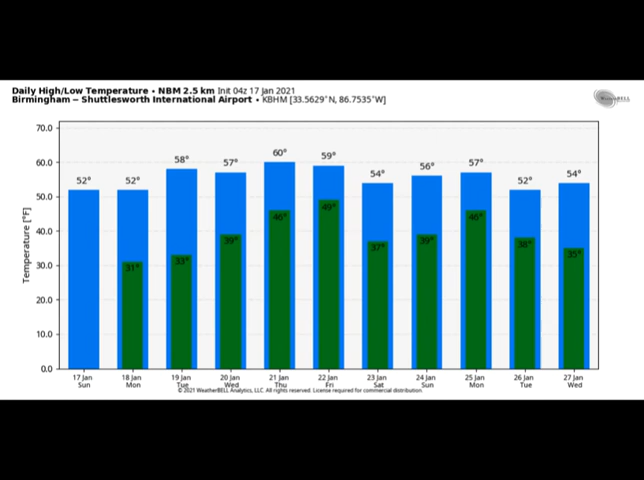 Daily High/Low Temperature • NBM 2.5 km Init 04z 17 Jan 2021
Birmingham − Shuttlesworth International Airport • KBHM [33.5629°N, 86.7535°W]
WeatherBELL
70.0
60.0
50.0
40.0
30.0
20.0
10.0
0.0
Temperature [°F]
52° 52° 58° 57° 60° 59° 54° 56° 57° 52° 54°
31° 33° 39° 46° 49° 37° 39° 46° 38° 35°
17 Jan 18 Jan 19 Jan 20 Jan 21 Jan 22 Jan 23 Jan 24 Jan 25 Jan 26 Jan 27 Jan
Sun Mon Tue Wed Thu Fri Sat Sun Mon Tue Wed
© 2021 WeatherBELL Analytics, LLC. All rights reserved. License required for commercial distribution.